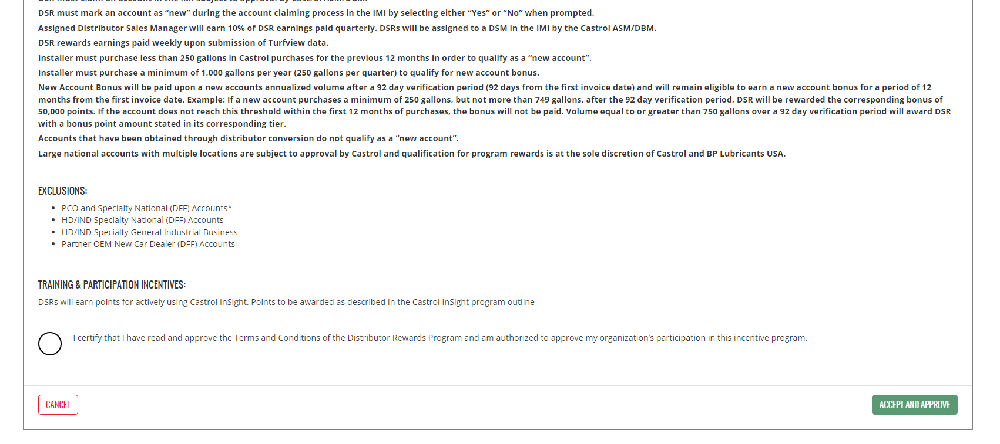 DSR must claim an account in the IMI subject to approval by Castrol ASM/DBM.
DSR must mark an account as “new” during the account claiming process in the IMI by selecting either “Yes” or “No” when prompted.
Assigned Distributor Sales Manager will earn 10% of DSR earnings paid quarterly. DSRs will be assigned to a DSM in the IMI by the Castrol ASM/DBM.
DSR rewards earnings paid weekly upon submission of Turfview data.
Installer must purchase less than 250 gallons in Castrol purchases for the previous 12 months in order to qualify as a “new account”.
Installer must purchase a minimum of 1,000 gallons per year (250 gallons per quarter) to qualify for new account bonus.
New Account Bonus will be paid upon a new accounts annualized volume after a 92 day verification period (92 days from the first invoice date) and will remain eligible to earn a new account bonus for a period of 12
months from the first invoice date. Example: If a new account purchases a minimum of 250 gallons, but not more than 749 gallons, after the 92 day verification period, DSR will be rewarded the corresponding bonus of
50,000 points. If the account does not reach this threshold within the first 12 months of purchases, the bonus will not be paid. Volume equal to or greater than 750 gallons over a 92 day verification period will award DSR
with a bonus point amount stated in its corresponding tier.
Accounts that have been obtained through distributor conversion do not qualify as a “new account”.
Large national accounts with multiple locations are subject to approval by Castrol and qualification for program rewards is at the sole discretion of Castrol and BP Lubricants USA.
EXCLUSIONS:
• PCO and Specialty National (DFF) Accounts*
• HD/IND Specialty National (DFF) Accounts
• HD/IND Specialty General Industrial Business
• Partner OEM New Car Dealer (DFF) Accounts
TRAINING & PARTICIPATION INCENTIVES:
DSRs will earn points for actively using Castrol InSight. Points to be awarded as described in the Castrol InSight program outline
I certify that I have read and approve the Terms and Conditions of the Distributor Rewards Program and am authorized to approve my organization’s participation in this incentive program.
CANCEL
ACCEPT AND APPROVE